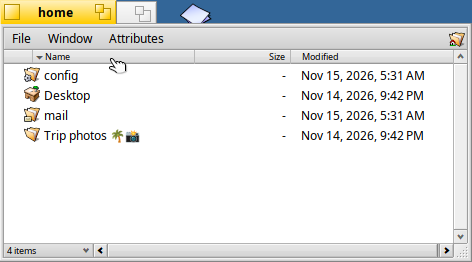 home
File Window Attributes
Name Size Modified
config - Nov 15, 2026, 5:31 AM
Desktop - Nov 14, 2026, 9:42 PM
mail - Nov 15, 2026, 5:31 AM
Trip photos 🌴📸 - Nov 14, 2026, 9:42 PM
4 items